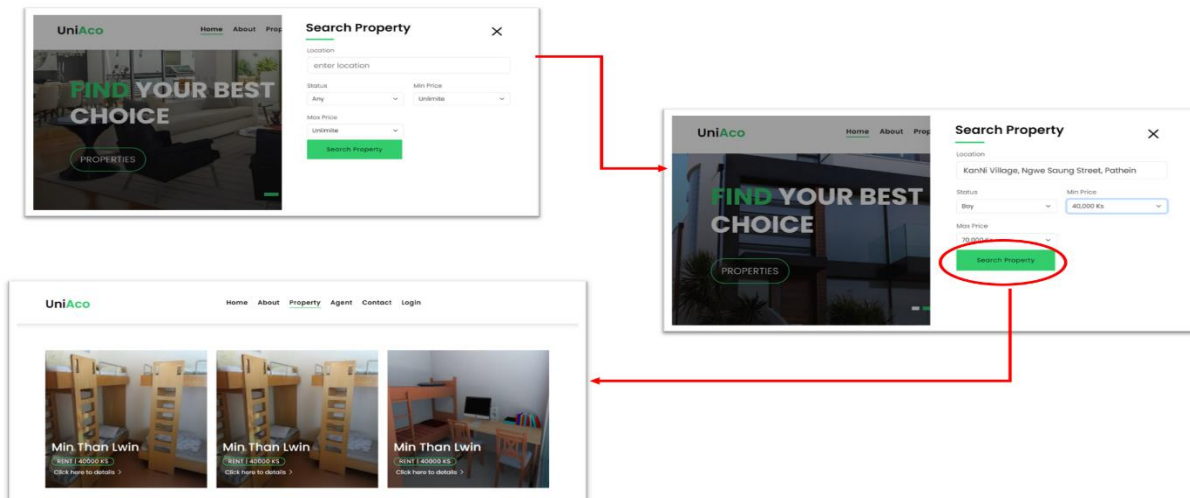 UniAco
Home About Prop
FIND YOUR BEST
CHOICE
PROPERTIES
Search Property
Location
enter location
Status Min Price
Any Unlimite
Max Price
Unlimite
Search Property
UniAco
Home About Prop
FIND YOUR BEST
CHOICE
PROPERTIES
Search Property
Location
KanNi Village, Ngwe Saung Street, Pathein
Status Min Price
Boy 40,000 Ks
Max Price
70,000 Ks
Search Property
UniAco
Home About Property Agent Contact Login
Min Than Lwin
RENT | 40000 KS
Click here to details >
Min Than Lwin
RENT | 40000 KS
Click here to details >
Min Than Lwin
RENT | 40000 KS
Click here to details >